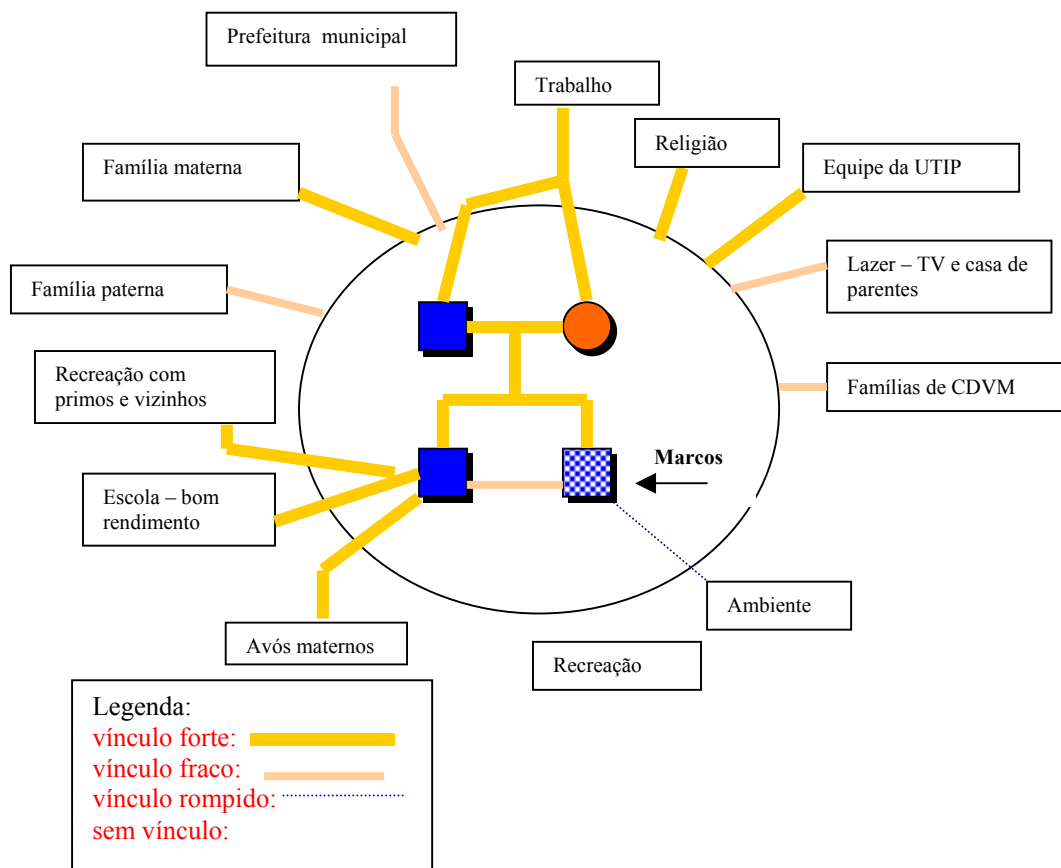 Prefeitura municipal
Trabalho
Religião
Família materna
Equipe da UTIP
Lazer – TV e casa de
parentes
Família paterna
Recreação com
primos e vizinhos
Famílias de CDVM
Marcos
Escola – bom
rendimento
Ambiente
Avós maternos
Recreação
Legenda:
vínculo forte:
vínculo fraco:
vínculo rompido:
sem vínculo: